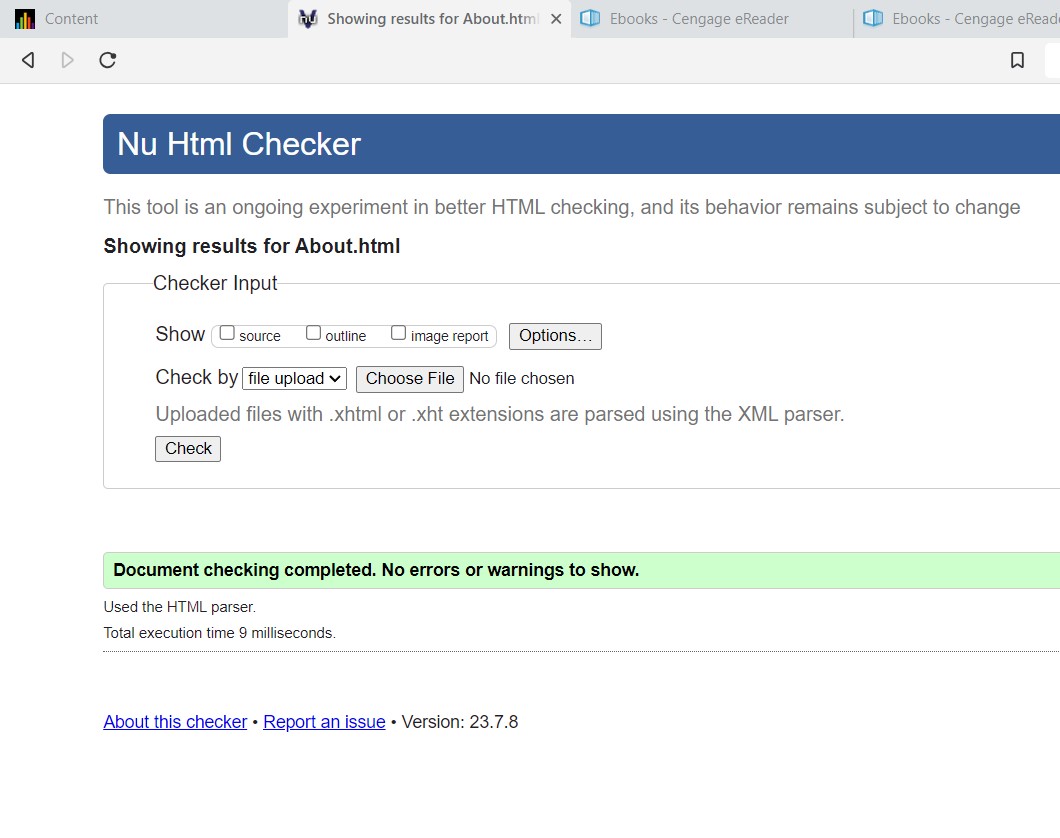 Content
Showing results for About.html
Ebooks - Cengage eReader
Ebooks - Cengage eReade
Nu Html Checker
This tool is an ongoing experiment in better HTML checking, and its behavior remains subject to change
Showing results for About.html
Checker Input
Show source outline image report Options...
Check by file upload Choose File No file chosen
Uploaded files with .xhtml or .xht extensions are parsed using the XML parser.
Check
Document checking completed. No errors or warnings to show.
Used the HTML parser.
Total execution time 9 milliseconds.
About this checker • Report an issue • Version: 23.7.8